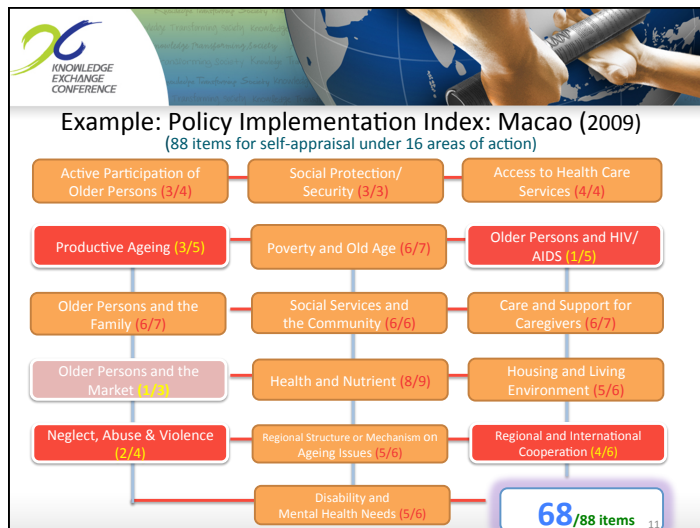 KNOWLEDGE
EXCHANGE
CONFERENCE
Example: Policy Implementation Index: Macao (2009)
(88 items for self-appraisal under 16 areas of action)
Active Participation of
Older Persons (3/4)
Social Protection/
Security (3/3)
Access to Health Care
Services (4/4)
Productive Ageing (3/5)
Poverty and Old Age (6/7)
Older Persons and HIV/
AIDS (1/5)
Older Persons and the
Family (6/7)
Social Services and
the Community (6/6)
Care and Support for
Caregivers (6/7)
Older Persons and the
Market (1/3)
Health and Nutrient (8/9)
Housing and Living
Environment (5/6)
Neglect, Abuse & Violence
(2/4)
Regional Structure or Mechanism on
Ageing Issues (5/6)
Regional and International
Cooperation (4/6)
Disability and
Mental Health Needs (5/6)
68/88 items
11